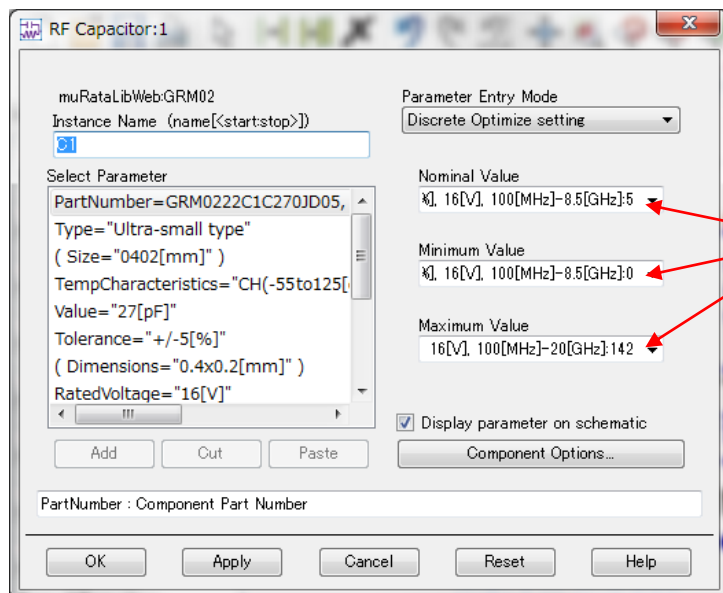 RF Capacitor:1
muRataLibWeb:GRM02
Instance Name (name[<start:stop>])
C1
Select Parameter
PartNumber=GRM0222C1C270JD05,
Type="Ultra-small type"
( Size="0402[mm]" )
TempCharacteristics="CH(-55to125[
Value="27[pF]"
Tolerance="+/-5[%]"
( Dimensions="0.4x0.2[mm]" )
RatedVoltage="16[V]"
Add
Cut
Paste
Parameter Entry Mode
Discrete Optimize setting
Nominal Value
%], 16[V], 100[MHz]-8.5[GHz]:5
Minimum Value
%], 16[V], 100[MHz]-8.5[GHz]:0
Maximum Value
16[V], 100[MHz]-20[GHz]:142
Display parameter on schematic
Component Options...
PartNumber : Component Part Number
OK
Apply
Cancel
Reset
Help